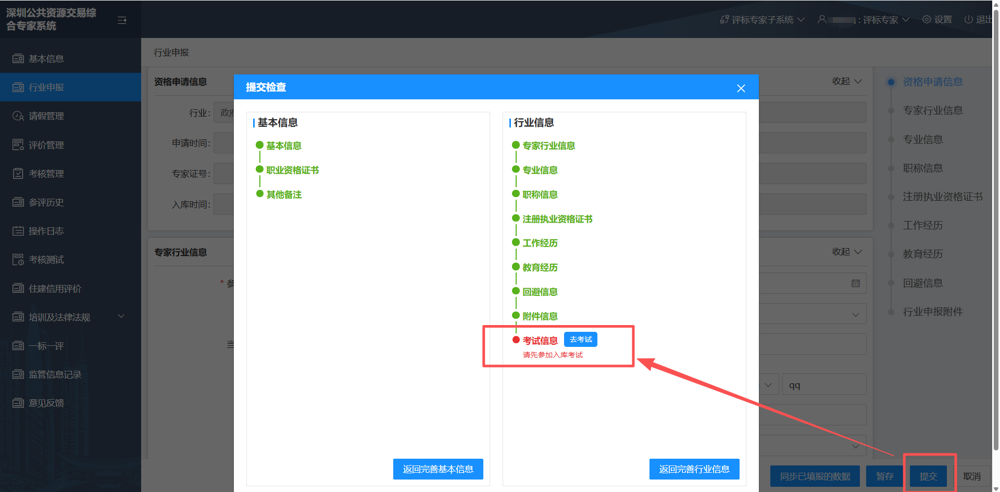 深圳公共资源交易综
合专家系统
评标专家子系统
: 评标专家
设置
退出
基本信息
行业申报
请假管理
评价管理
考核管理
参评历史
操作日志
考核测试
住建信用评价
培训及法律法规
一标一评
监管信息记录
意见反馈
行业申报
资格申请信息
收起
行业:
申请时间:
专家证号:
入库时间:
专家行业信息
收起
* 参
当
qq
提交检查
基本信息
基本信息
职业资格证书
其他备注
返回完善基本信息
行业信息
专家行业信息
专业信息
职称信息
注册执业资格证书
工作经历
教育经历
回避信息
附件信息
考试信息
去考试
请先参加入库考试
返回完善行业信息
资格申请信息
专家行业信息
专业信息
职称信息
注册执业资格证书
工作经历
教育经历
回避信息
行业申报附件
同步已填报的数据
暂存
提交
取消